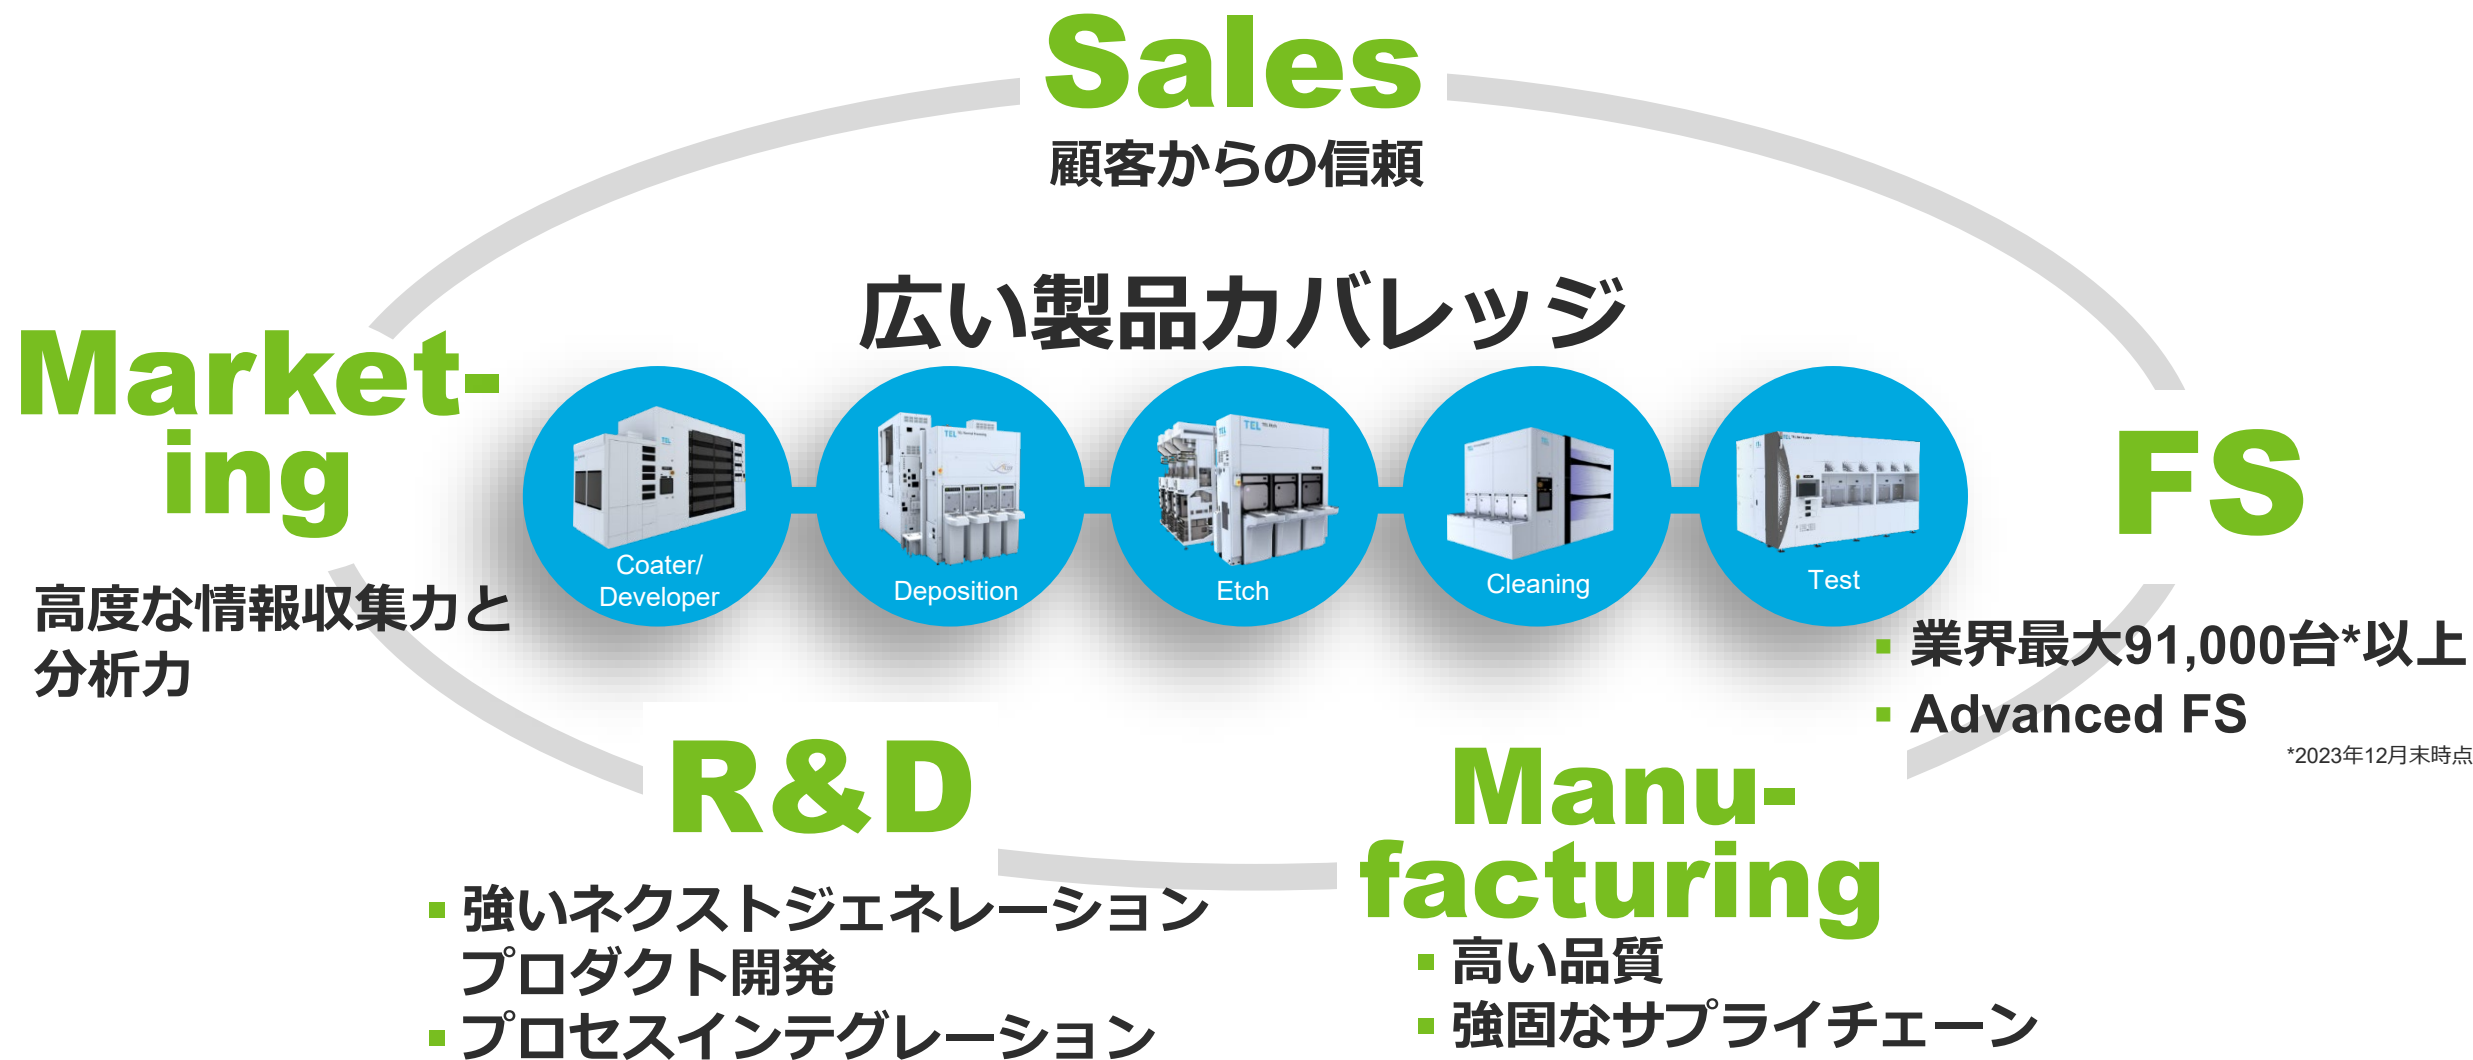 Sales
顧客からの信頼
広い製品カバレッジ
Market-
ing
高度な情報収集力と
分析力
TEL
Coater/
Developer
TEL
Deposition
TEL
Etch
TEL
Cleaning
TEL
Test
FS
業界最大91,000台*以上
Advanced FS
*2023年12月末時点
R&D
強いネクストジェネレーション
プロダクト開発
プロセスインテグレーション
Manu-
facturing
高い品質
強固なサプライチェーン